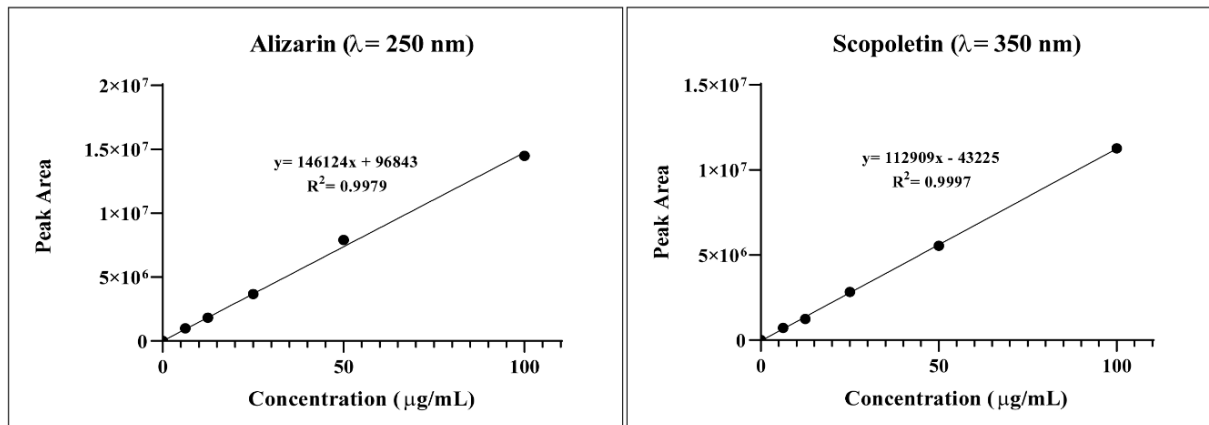 Alizarin (λ= 250 nm)
2×10⁷
1.5×10⁷
1×10⁷
5×10⁶
0
Peak Area
y= 146124x + 96843
R²= 0.9979
0
50
100
Concentration (µg/mL)
Scopoletin (λ= 350 nm)
1.5×10⁷
1×10⁷
5×10⁶
0
Peak Area
y= 112909x - 43225
R²= 0.9997
0
50
100
Concentration (µg/mL)